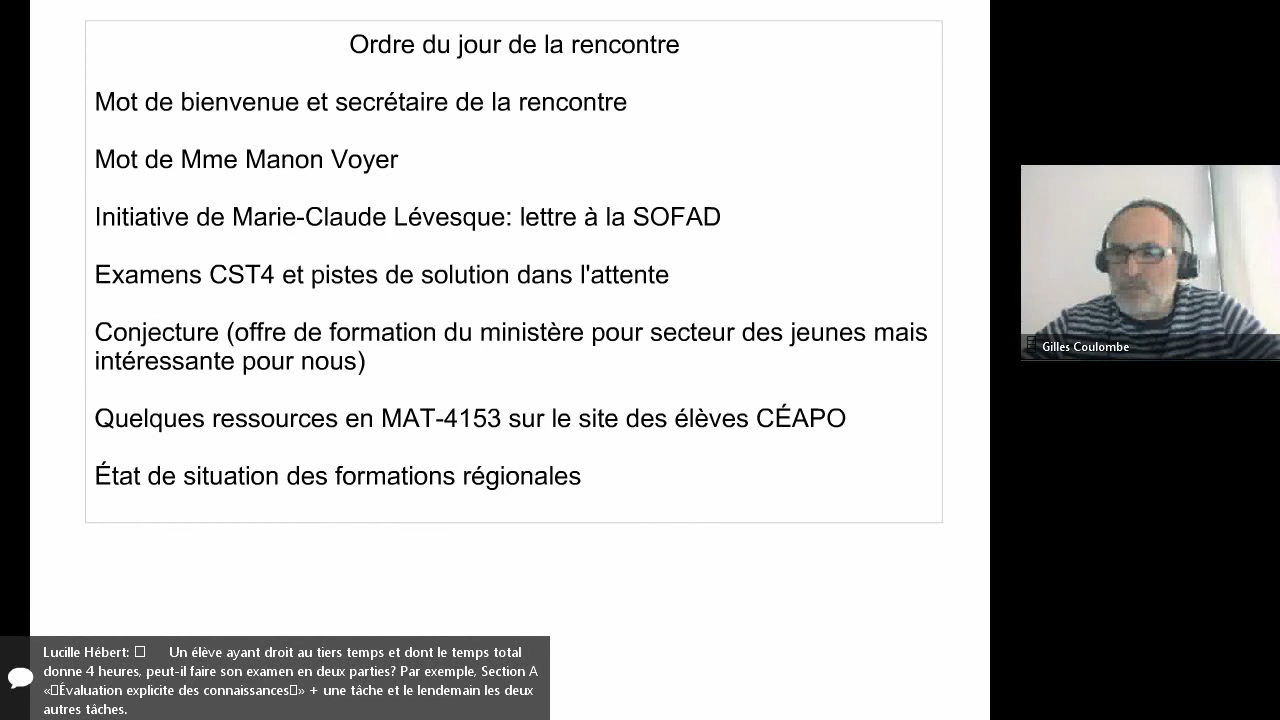 Ordre du jour de la rencontre
Mot de bienvenue et secrétaire de la rencontre
Mot de Mme Manon Voyer
Initiative de Marie-Claude Lévesque: lettre à la SOFAD
Examens CST4 et pistes de solution dans l'attente
Conjecture (offre de formation du ministère pour secteur des jeunes mais
intéressante pour nous)
Quelques ressources en MAT-4153 sur le site des élèves CÉAPO
État de situation des formations régionales
Gilles Coulombe
Lucille Hébert: □ Un élève ayant droit au tiers temps et dont le temps total
donne 4 heures, peut-il faire son examen en deux parties? Par exemple, Section A
«□Évaluation explicite des connaissances□» + une tâche et le lendemain les deux
autres tâches.